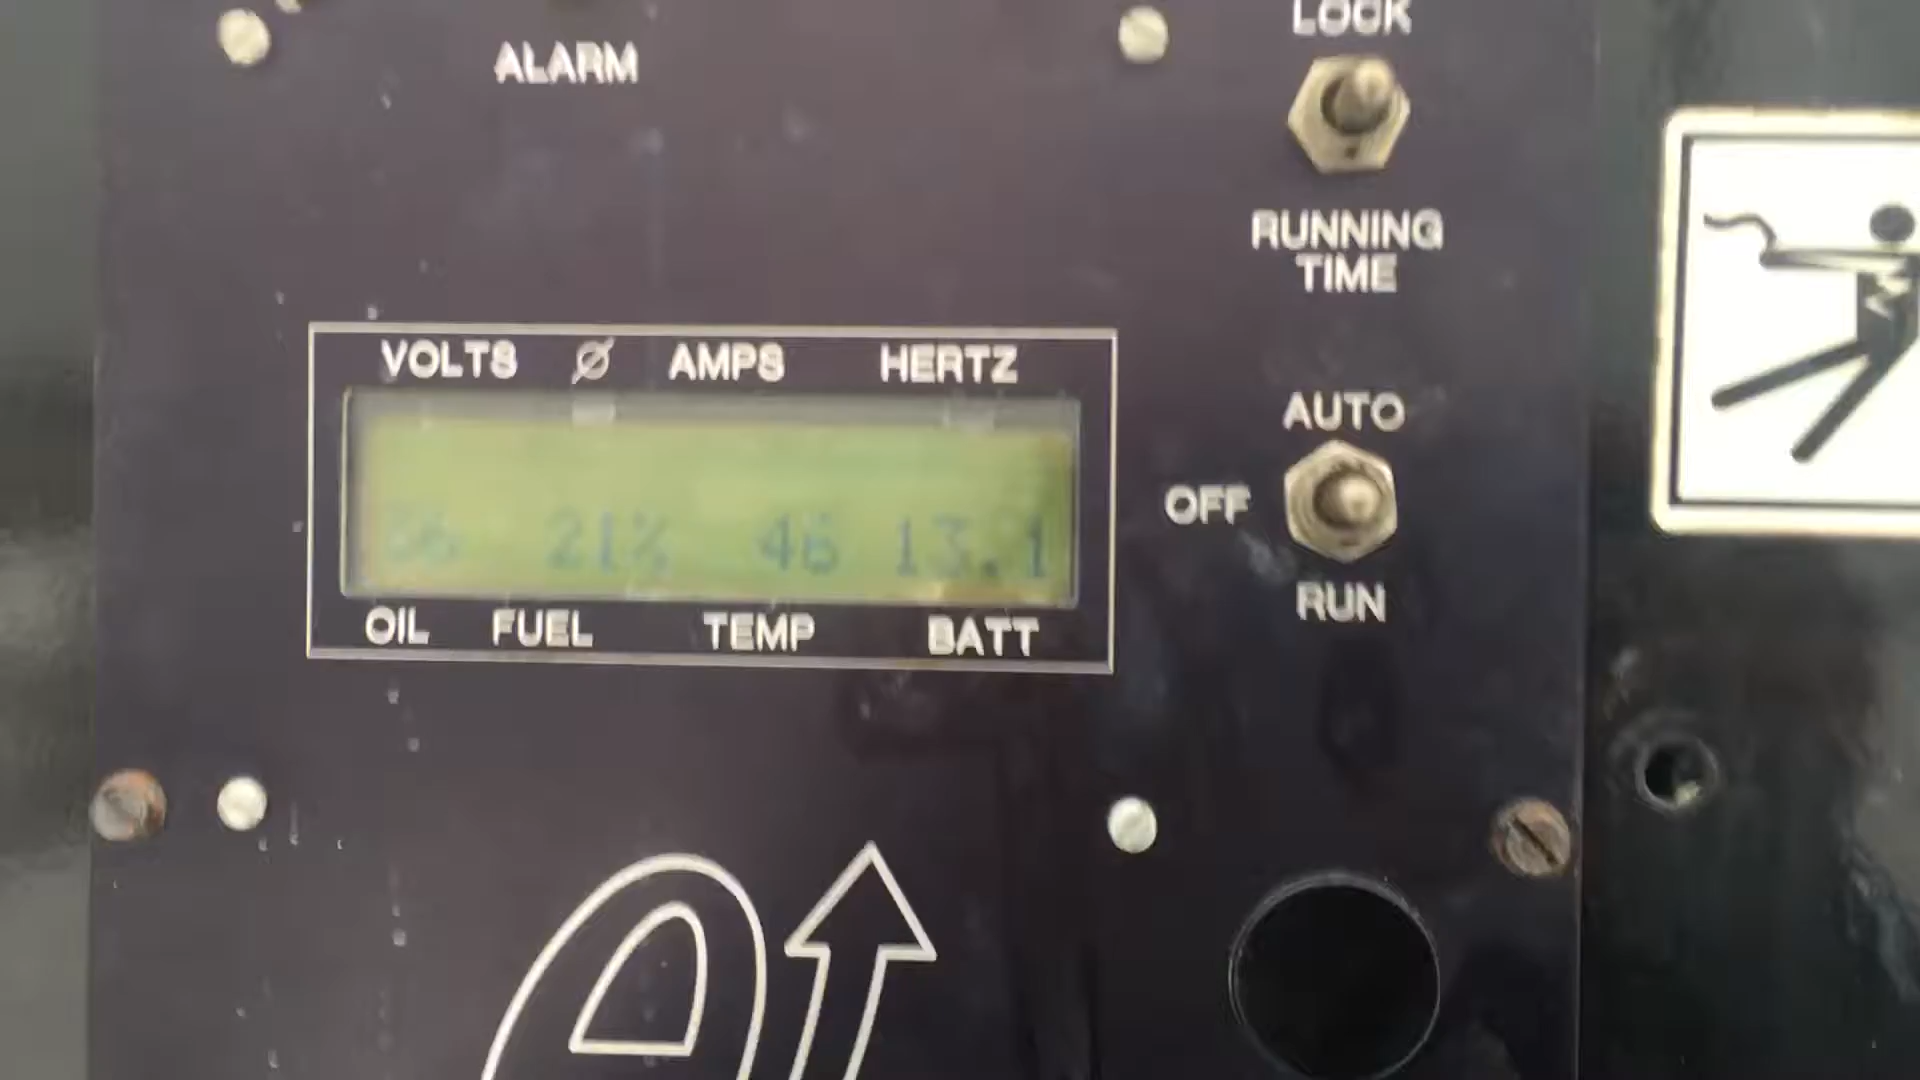 LOCK
ALARM
RUNNING
TIME
VOLTS Ø AMPS HERTZ
AUTO
21% 46 13.1
OFF
OIL FUEL TEMP BATT
RUN